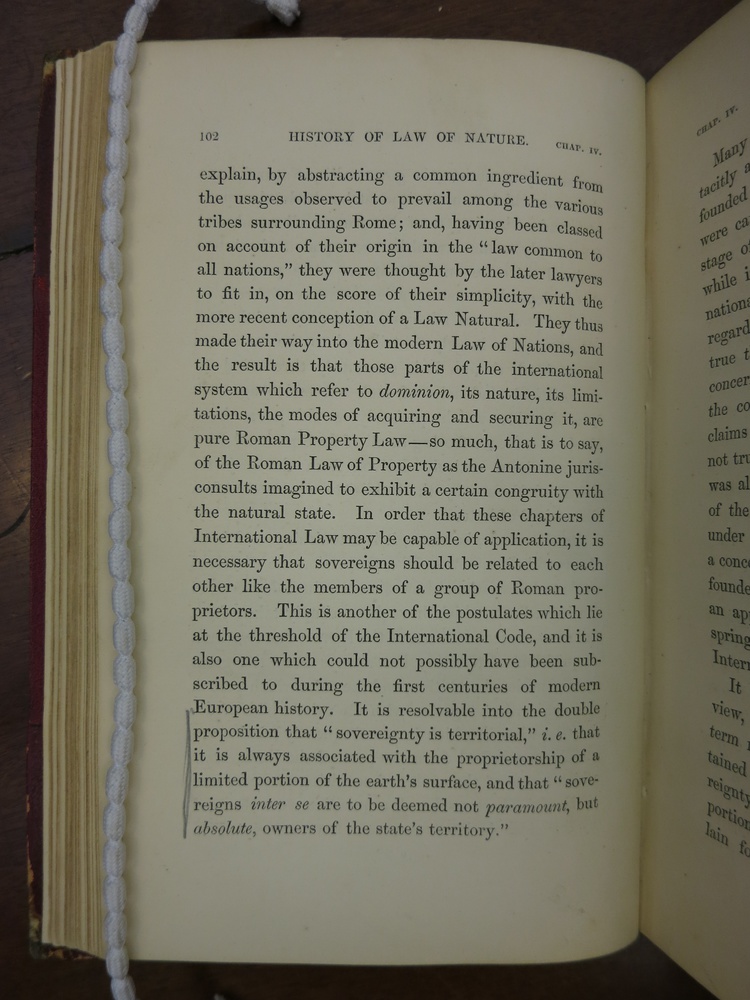 102 HISTORY OF LAW OF NATURE. CHAP. IV.
explain, by abstracting a common ingredient from
the usages observed to prevail among the various
tribes surrounding Rome; and, having been classed
on account of their origin in the “law common to
all nations,” they were thought by the later lawyers
to fit in, on the score of their simplicity, with the
more recent conception of a Law Natural. They thus
made their way into the modern Law of Nations, and
the result is that those parts of the international
system which refer to dominion, its nature, its limi-
tations, the modes of acquiring and securing it, are
pure Roman Property Law—so much, that is to say,
of the Roman Law of Property as the Antonine juris-
consults imagined to exhibit a certain congruity with
the natural state. In order that these chapters of
International Law may be capable of application, it is
necessary that sovereigns should be related to each
other like the members of a group of Roman pro-
prietors. This is another of the postulates which lie
at the threshold of the International Code, and it is
also one which could not possibly have been sub-
scribed to during the first centuries of modern
European history. It is resolvable into the double
proposition that “sovereignty is territorial,” i. e. that
it is always associated with the proprietorship of a
limited portion of the earth’s surface, and that “sove-
reigns inter se are to be deemed not paramount, but
absolute, owners of the state’s territory.”
CHAP. IV.
Many
tacitly
founded
were
stage
while
nation
regard
true
concer
the co
claims
not
was al
of the
under
a conc
founde
an ap
spring
Inter
It
view,
term
tained
reignty
portio
lain